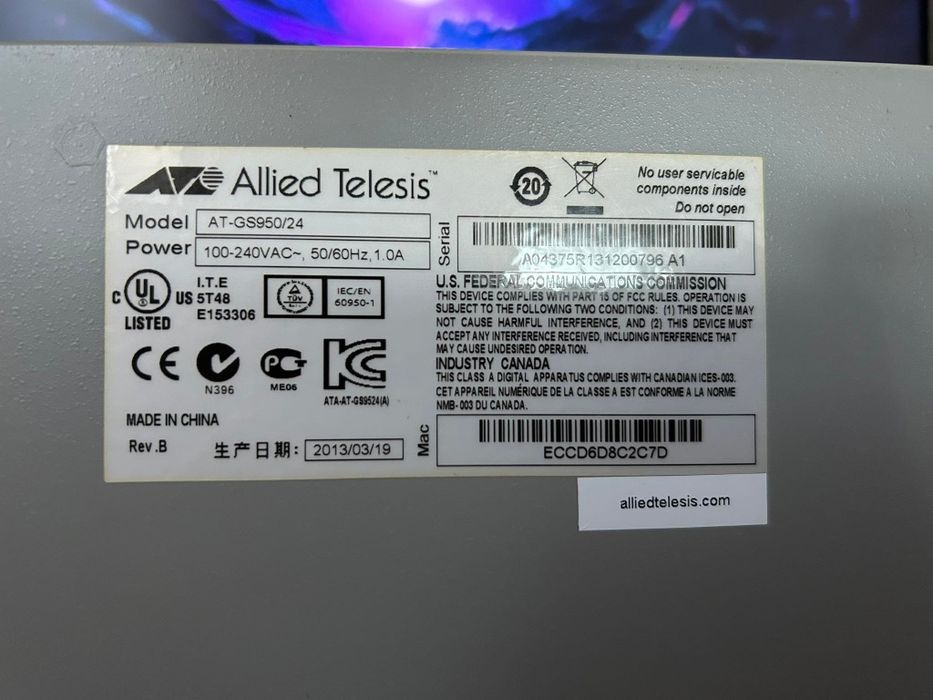 Allied Telesis™
20
No user servicable
components inside
Do not open
Model AT-GS950/24
Power 100-240VAC~, 50/60Hz,1.0A
Serial A04375R131200796 A1
C UL US LISTED
I.T.E
5T48
E153306
TÜV
IEC/EN
60950-1
CE
N396
PG
ME06
KC
ATA-AT-GS9524(A)
U.S. FEDERAL COMMUNICATIONS COMMISSION
THIS DEVICE COMPLIES WITH PART 15 OF FCC RULES. OPERATION IS
SUBJECT TO THE FOLLOWING TWO CONDITIONS: (1) THIS DEVICE MAY
NOT CAUSE HARMFUL INTERFERENCE, AND (2) THIS DEVICE MUST
ACCEPT ANY INTERFERENCE RECEIVED, INCLUDING INTERFERENCE THAT
MAY CAUSE UNDESIRED OPERATION.
INDUSTRY CANADA
THIS CLASS A DIGITAL APPARATUS COMPLIES WITH CANADIAN ICES-003.
CET APPAREIL NUMÉRIQUE DE LA CLASSE A EST CONFORME A LA NORME
NMB-003 DU CANADA.
MADE IN CHINA
Rev.B
生产日期: 2013/03/19
Mac ECCD6D8C2C7D
alliedtelesis.com